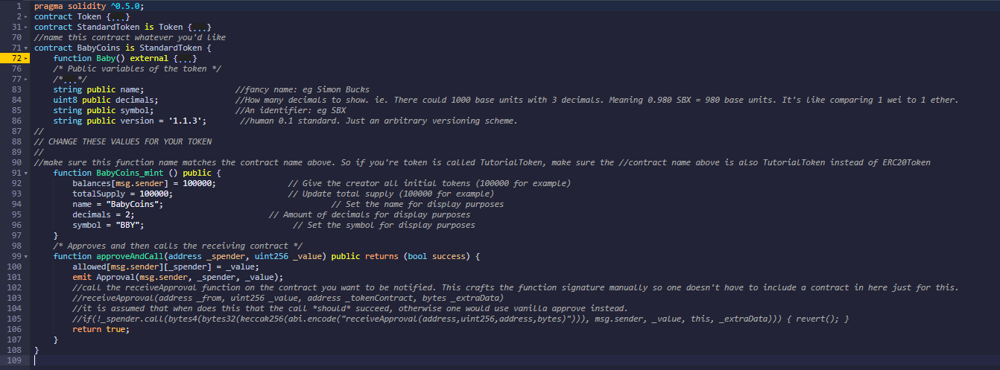 1 pragma solidity ^0.5.0;
2 contract Token {...}
31 contract StandardToken is Token {...}
70 //name this contract whatever you'd like
71 contract BabyCoins is StandardToken {
72 function Baby() external {...}
76 /* Public variables of the token */
77 /*...*/
83 string public name; //fancy name: eg Simon Bucks
84 uint8 public decimals; //How many decimals to show. ie. There could 1000 base units with 3 decimals. Meaning 0.980 SBX = 980 base units. It's like comparing 1 wei to 1 ether.
85 string public symbol; //An identifier: eg SBX
86 string public version = '1.1.3'; //human 0.1 standard. Just an arbitrary versioning scheme.
87 //
88 // CHANGE THESE VALUES FOR YOUR TOKEN
89 //
90 //make sure this function name matches the contract name above. So if you're token is called TutorialToken, make sure the //contract name above is also TutorialToken instead of ERC20Token
91 function BabyCoins_mint () public {
92 balances[msg.sender] = 100000; // Give the creator all initial tokens (100000 for example)
93 totalSupply = 100000; // Update total supply (100000 for example)
94 name = "BabyCoins"; // Set the name for display purposes
95 decimals = 2; // Amount of decimals for display purposes
96 symbol = "BBY"; // Set the symbol for display purposes
97 }
98 /* Approves and then calls the receiving contract */
99 function approveAndCall(address _spender, uint256 _value) public returns (bool success) {
100 allowed[msg.sender][_spender] = _value;
101 emit Approval(msg.sender, _spender, _value);
102 //call the receiveApproval function on the contract you want to be notified. This crafts the function signature manually so one doesn't have to include a contract in here just for this.
103 //receiveApproval(address _from, uint256 _value, address _tokenContract, bytes _extraData)
104 //it is assumed that when does this that the call *should* succeed, otherwise one would use vanilla approve instead.
105 //if(!_spender.call(bytes4(bytes32(keccak256(abi.encode("receiveApproval(address,uint256,address,bytes)"))), msg.sender, _value, this, _extraData))) { revert(); }
106 return true;
107 }
108 }
109